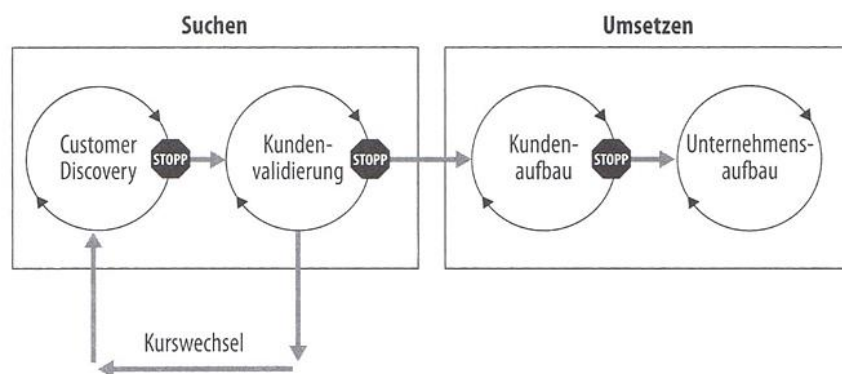 Suchen
Umsetzen
Customer
Discovery
STOPP
Kunden-
validierung
STOPP
Kunden-
aufbau
STOPP
Unternehmens-
aufbau
Kurswechsel